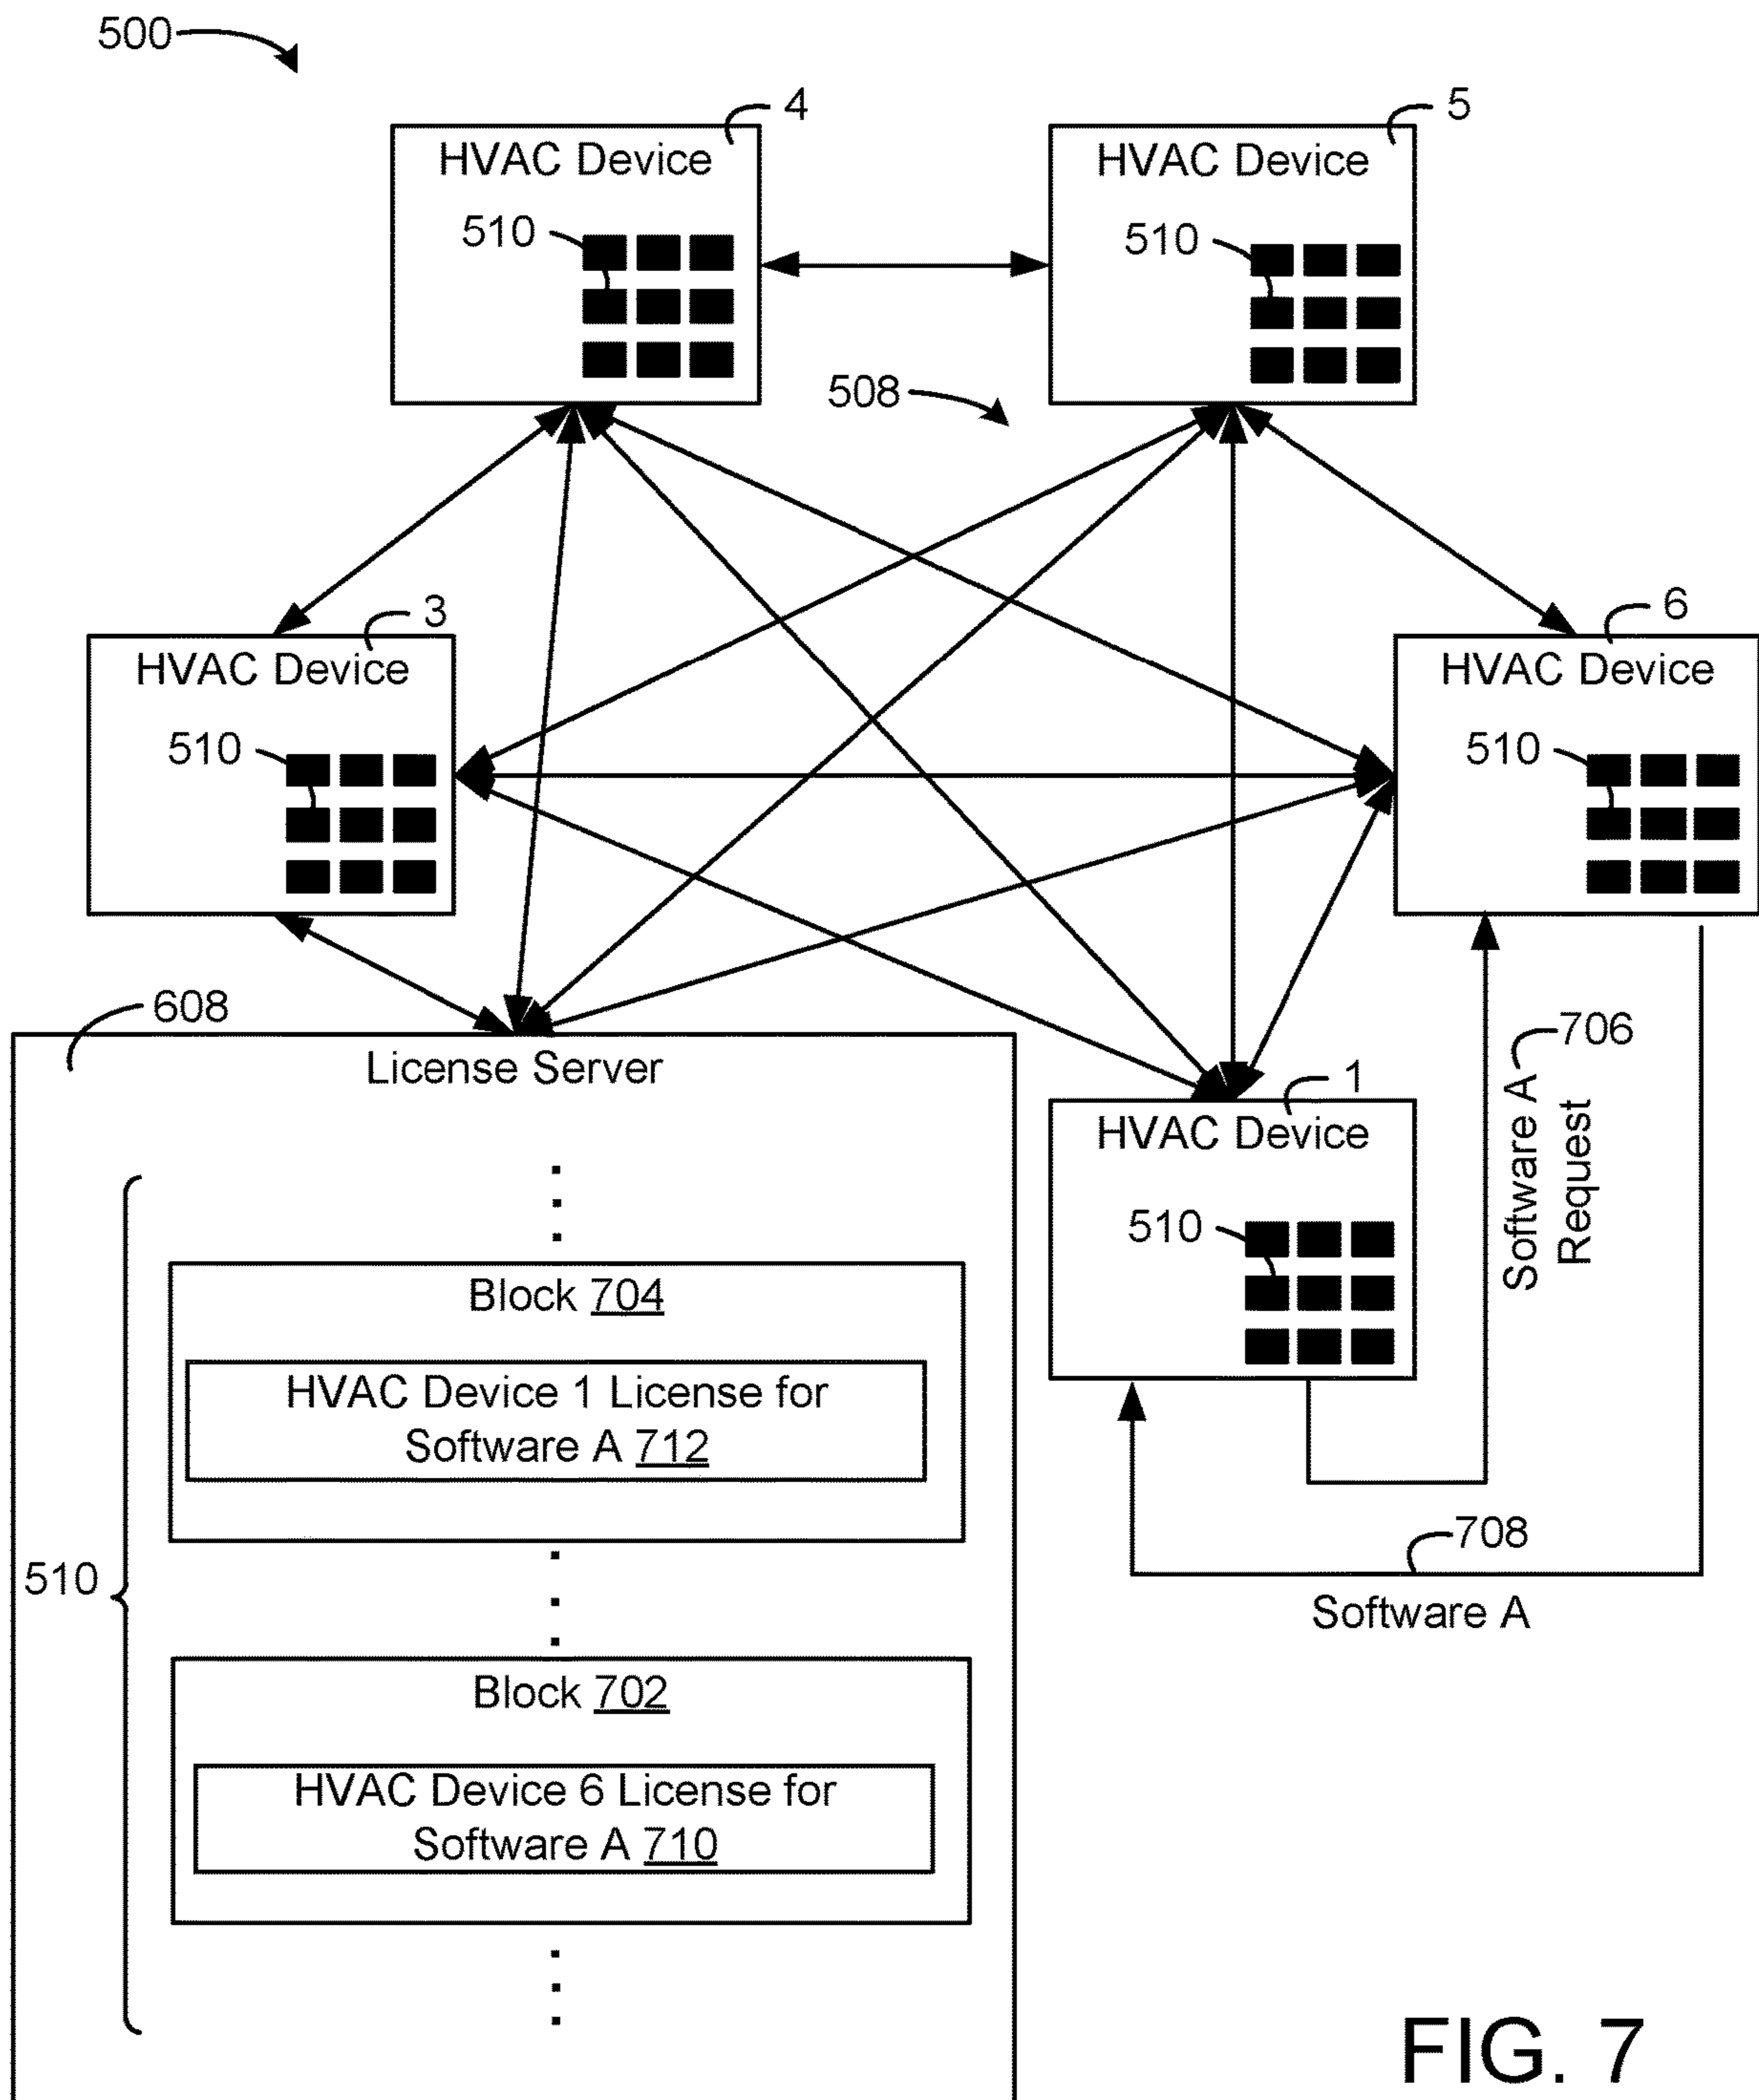 500
4
HVAC Device
510
5
HVAC Device
510
508
3
HVAC Device
510
6
HVAC Device
510
608
License Server
1
HVAC Device
510
706
Software A
Request
510
Block 704
HVAC Device 1 License for
Software A 712
708
Software A
Block 702
HVAC Device 6 License for
Software A 710
FIG. 7